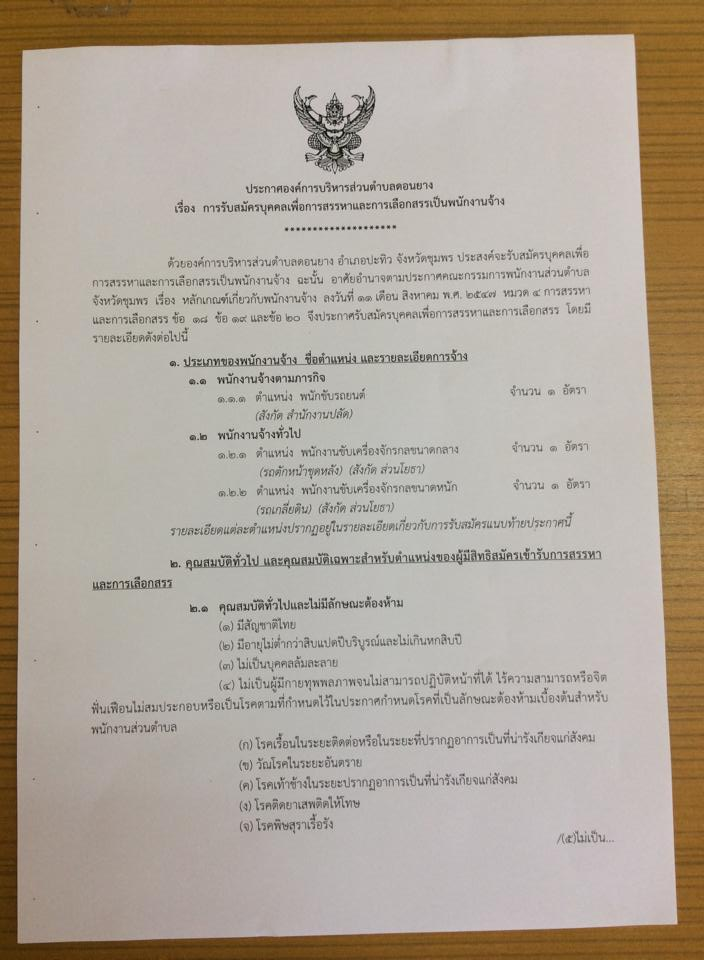 ประกาศองค์การบริหารส่วนตำบลดอนยาง
เรื่อง การรับสมัครบุคคลเพื่อการสรรหาและการเลือกสรรเป็นพนักงานจ้าง
********************
ด้วยองค์การบริหารส่วนตำบลดอนยาง อำเภอปะทิว จังหวัดชุมพร ประสงค์จะรับสมัครบุคคลเพื่อ
การสรรหาและการเลือกสรรเป็นพนักงานจ้าง ฉะนั้น อาศัยอำนาจตามประกาศคณะกรรมการพนักงานส่วนตำบล
จังหวัดชุมพร เรื่อง หลักเกณฑ์เกี่ยวกับพนักงานจ้าง ลงวันที่ ๑๑ เดือน สิงหาคม พ.ศ. ๒๕๔๗ หมวด ๔ การสรรหา
และการเลือกสรร ข้อ ๑๘ ข้อ ๑๙ และข้อ ๒๐ จึงประกาศรับสมัครบุคคลเพื่อการสรรหาและการเลือกสรร โดยมี
รายละเอียดดังต่อไปนี้
๑. ประเภทของพนักงานจ้าง ชื่อตำแหน่ง และรายละเอียดการจ้าง
๑.๑ พนักงานจ้างตามภารกิจ
๑.๑.๑ ตำแหน่ง พนักขับรถยนต์ จำนวน ๑ อัตรา
(สังกัด สำนักงานปลัด)
๑.๒ พนักงานจ้างทั่วไป
๑.๒.๑ ตำแหน่ง พนักงานขับเครื่องจักรกลขนาดกลาง จำนวน ๑ อัตรา
(รถตักหน้าขุดหลัง) (สังกัด ส่วนโยธา)
๑.๒.๒ ตำแหน่ง พนักงานขับเครื่องจักรกลขนาดหนัก จำนวน ๑ อัตรา
(รถเกลี่ยดิน) (สังกัด ส่วนโยธา)
รายละเอียดแต่ละตำแหน่งปรากฏอยู่ในรายละเอียดเกี่ยวกับการรับสมัครแนบท้ายประกาศนี้
๒. คุณสมบัติทั่วไป และคุณสมบัติเฉพาะสำหรับตำแหน่งของผู้มีสิทธิสมัครเข้ารับการสรรหา
และการเลือกสรร
๒.๑ คุณสมบัติทั่วไปและไม่มีลักษณะต้องห้าม
(๑) มีสัญชาติไทย
(๒) มีอายุไม่ต่ำกว่าสิบแปดปีบริบูรณ์และไม่เกินหกสิบปี
(๓) ไม่เป็นบุคคลล้มละลาย
(๔) ไม่เป็นผู้มีกายทุพพลภาพจนไม่สามารถปฏิบัติหน้าที่ได้ ไร้ความสามารถหรือจิต
ฟั่นเฟือนไม่สมประกอบหรือเป็นโรคตามที่กำหนดไว้ในประกาศกำหนดโรคที่เป็นลักษณะต้องห้ามเบื้องต้นสำหรับ
พนักงานส่วนตำบล
(ก) โรคเรื้อนในระยะติดต่อหรือในระยะที่ปรากฏอาการเป็นที่น่ารังเกียจแก่สังคม
(ข) วัณโรคในระยะอันตราย
(ค) โรคเท้าช้างในระยะปรากฏอาการเป็นที่น่ารังเกียจแก่สังคม
(ง) โรคติดยาเสพติดให้โทษ
(จ) โรคพิษสุราเรื้อรัง
/(๕)ไม่เป็น...